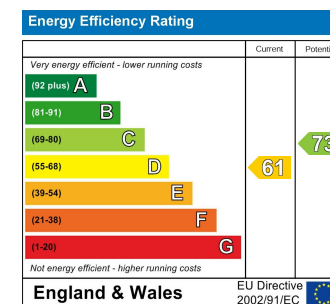 Energy Efficiency Rating
Current
Very energy efficient - lower running costs
(92 plus) A
(81-91) B
(69-80) C
73
(55-68) D
61
(39-54) E
(21-38) F
(1-20) G
Not energy efficient - higher running costs
England & Wales
EU Directive
2002/91/EC